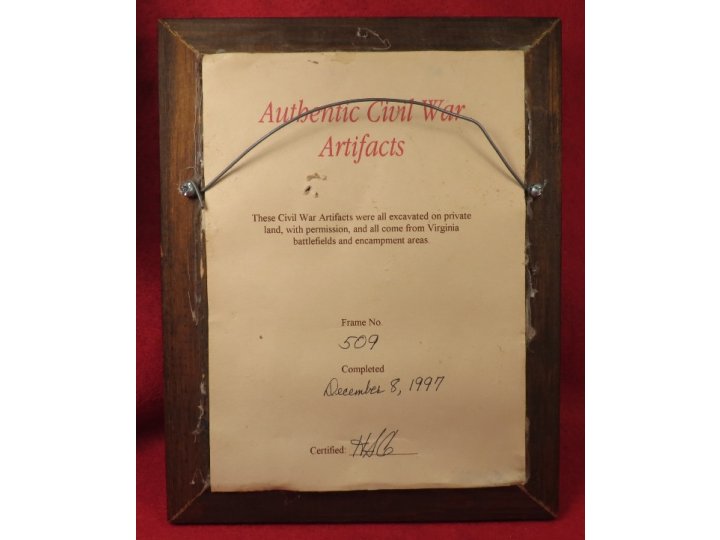 Authentic Civil War
Artifacts
These Civil War Artifacts were all excavated on private
land, with permission, and all come from Virginia
battlefields and encampment areas.
Frame No.
509
Completed
December 8, 1997
Certified: